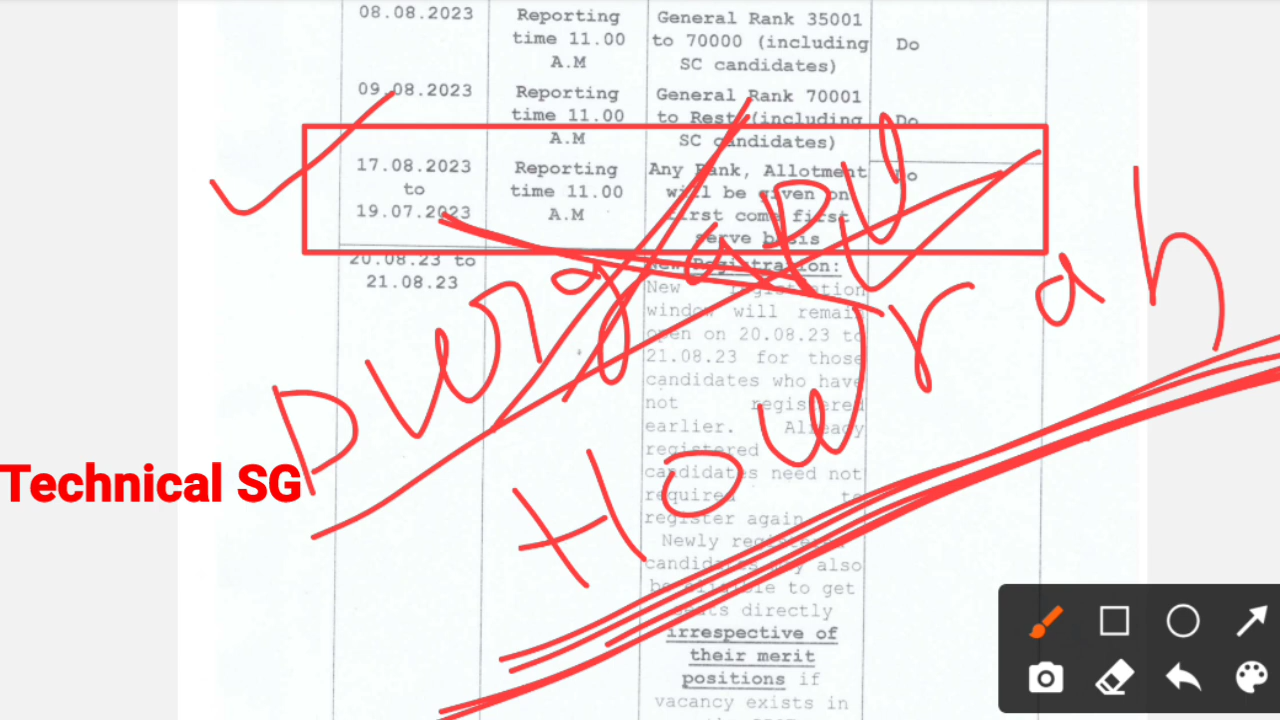 08.08.2023
Reporting
time 11.00
A.M
General Rank 35001
to 70000 (including
SC candidates)
Do
09.08.2023
Reporting
time 11.00
A.M
General Rank 70001
to Rest (including
SC candidates)
Do
17.08.2023
to
19.07.2023
Reporting
time 11.00
A.M
Any Rank, Allotment
will be given on
first come first
serve basis
Do
20.08.23 to
21.08.23
New Registration:
New registration
window will remain
open on 20.08.23 to
21.08.23 for those
candidates who have
not registered
earlier. Already
registered
candidates need not
required to
register again.
Newly registered
candidates may also
be eligible to get
seats directly
irrespective of
their merit
positions if
vacancy exists in
Howrah
Technical SG